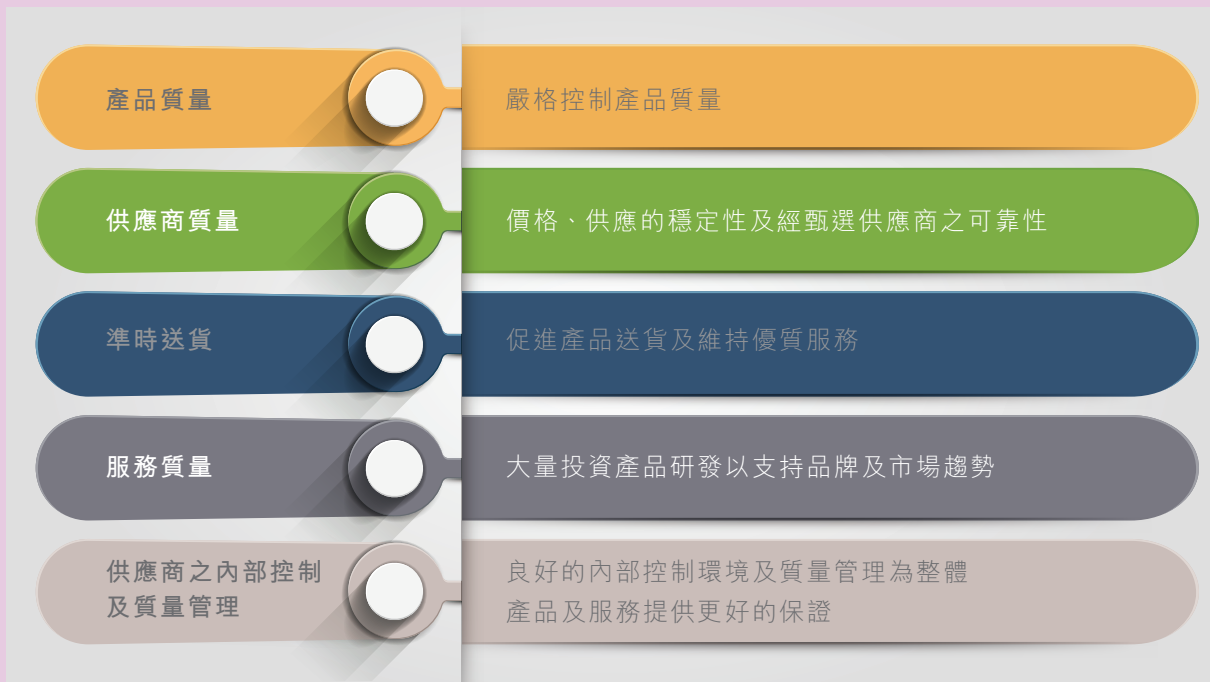 產品質量
嚴格控制產品質量
供應商質量
價格、供應的穩定性及經甄選供應商之可靠性
準時送貨
促進產品送貨及維持優質服務
服務質量
大量投資產品研發以支持品牌及市場趨勢
供應商之內部控制
及質量管理
良好的內部控制環境及質量管理為整體
產品及服務提供更好的保證